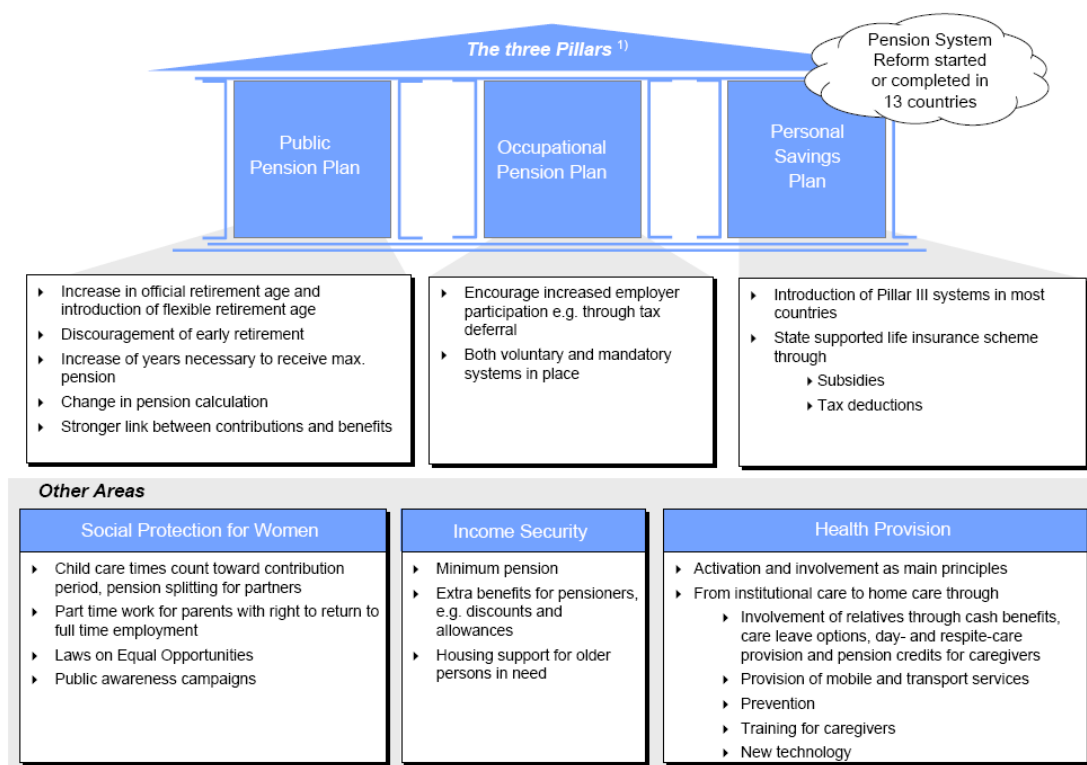 The three Pillars 1)
Pension System
Reform started
or completed in
13 countries
Public
Pension Plan
Occupational
Pension Plan
Personal
Savings
Plan
Increase in official retirement age and
introduction of flexible retirement age
Discouragement of early retirement
Increase of years necessary to receive max.
pension
Change in pension calculation
Stronger link between contributions and benefits
Encourage increased employer
participation e.g. through tax
deferral
Both voluntary and mandatory
systems in place
Introduction of Pillar III systems in most
countries
State supported life insurance scheme
through
Subsidies
Tax deductions
Other Areas
Social Protection for Women
Child care times count toward contribution
period, pension splitting for partners
Part time work for parents with right to return to
full time employment
Laws on Equal Opportunities
Public awareness campaigns
Income Security
Minimum pension
Extra benefits for pensioners,
e.g. discounts and
allowances
Housing support for older
persons in need
Health Provision
Activation and involvement as main principles
From institutional care to home care through
Involvement of relatives through cash benefits,
care leave options, day- and respite-care
provision and pension credits for caregivers
Provision of mobile and transport services
Prevention
Training for caregivers
New technology